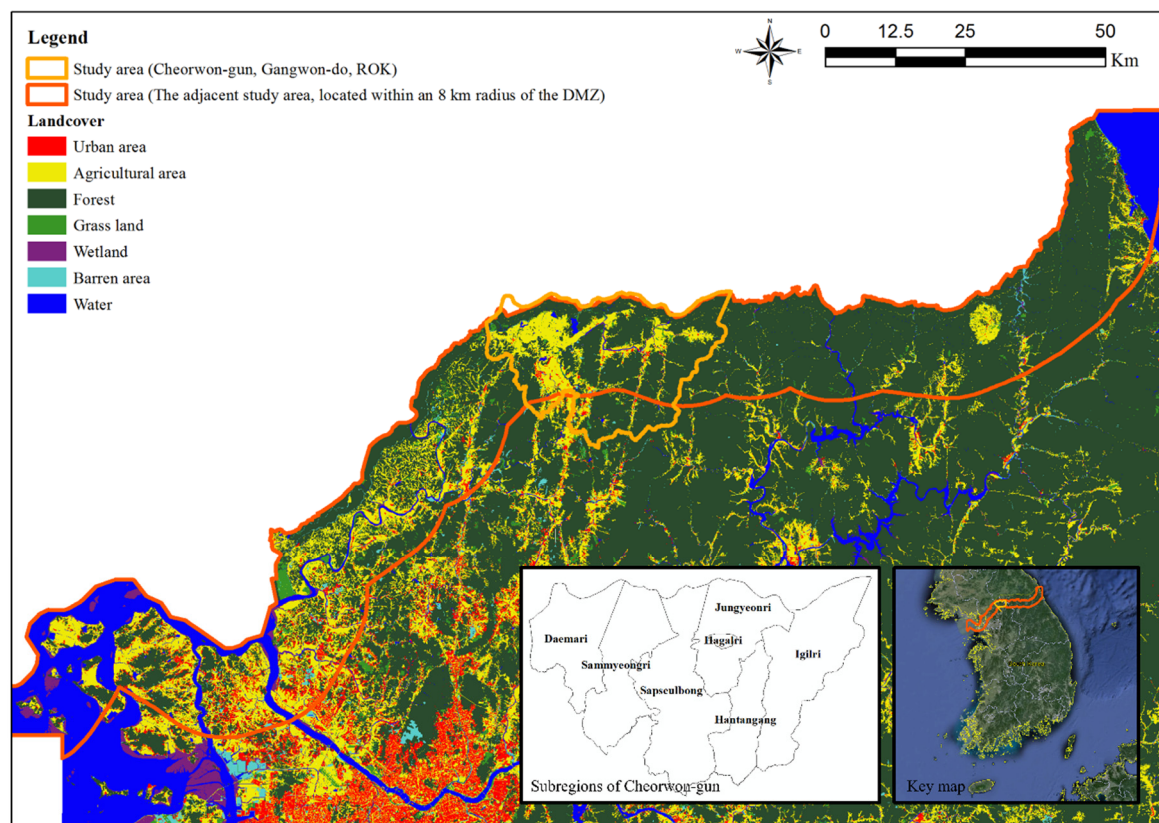 Legend
Study area (Cheorwon-gun, Gangwon-do, ROK)
Study area (The adjacent study area, located within an 8 km radius of the DMZ)
Landcover
Urban area
Agricultural area
Forest
Grass land
Wetland
Barren area
Water
N
W E
S
0 12.5 25 50
Km
Jungyeonri
Daemari
Hagalri
Igilri
Sammyeongri
Sapseulbong
Hantangang
Subregions of Cheorwon-gun
Key map